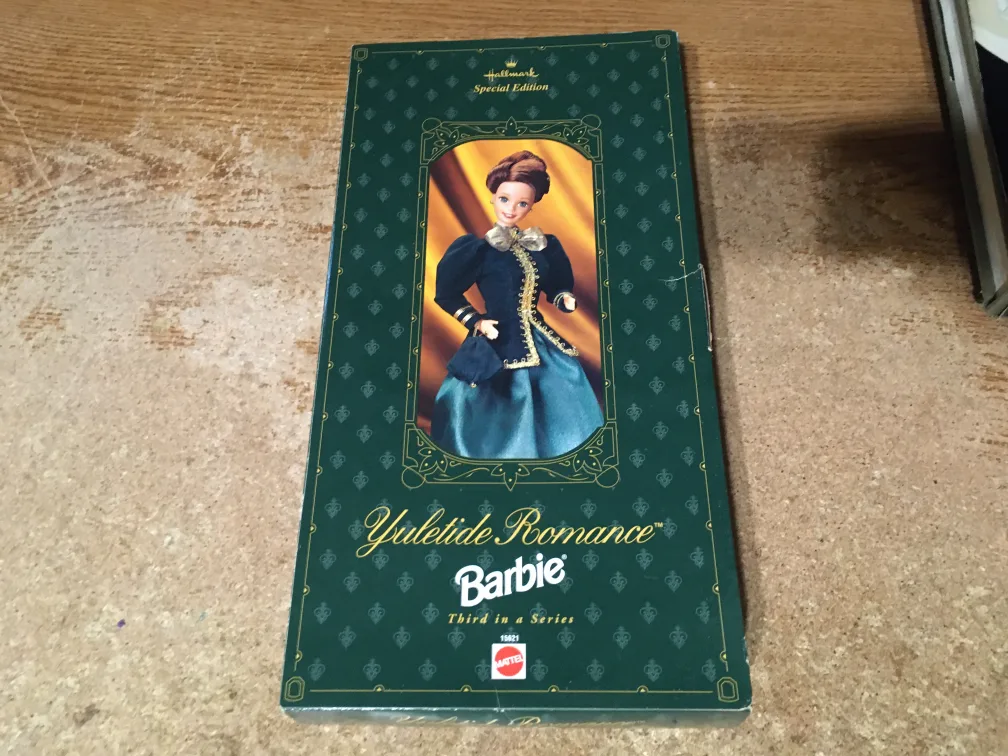 Hallmark
Special Edition
Yuletide Romance™
Barbie®
Third in a Series
15621
MATTEL